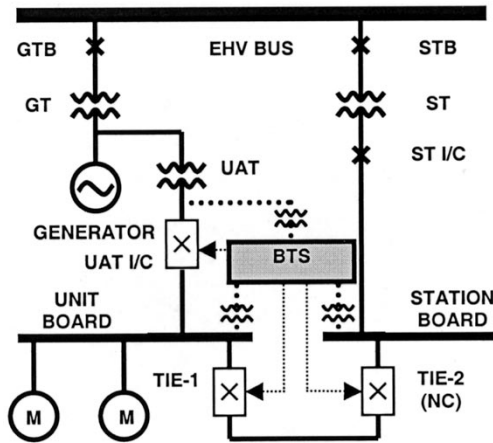 GTB
EHV BUS
STB
GT
ST
UAT
ST I/C
GENERATOR
UAT I/C
BTS
UNIT
BOARD
STATION
BOARD
TIE-1
TIE-2
(NC)
M
M